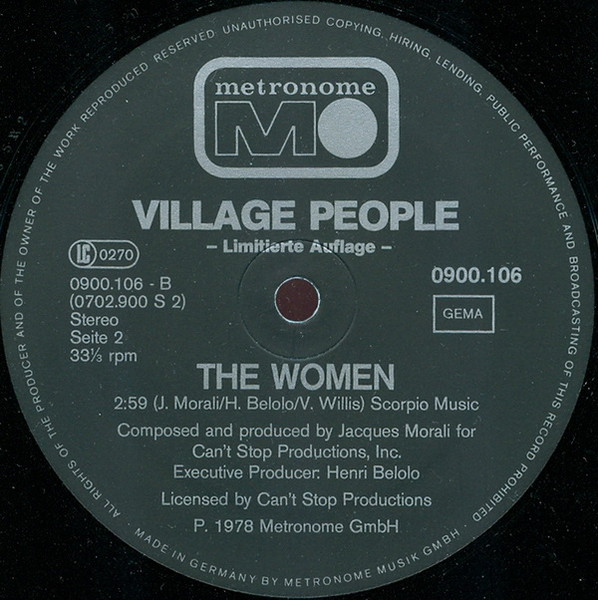 ALL RIGHTS OF THE PRODUCER AND OF THE OWNER OF THE WORK REPRODUCED RESERVED UNAUTHORISED COPYING, HIRING, LENDING, PUBLIC PERFORMANCE AND BROADCASTING OF THIS RECORD PROHIBITED
metronome
MO
VILLAGE PEOPLE
– Limitierte Auflage –
LC 0270
0900.106
0900.106 - B
(0702.900 S 2)
GEMA
Stereo
Seite 2
33⅓ rpm
THE WOMEN
2:59 (J. Morali/H. Belolo/V. Willis) Scorpio Music
Composed and produced by Jacques Morali for
Can't Stop Productions, Inc.
Executive Producer: Henri Belolo
Licensed by Can't Stop Productions
P. 1978 Metronome GmbH
· MADE IN GERMANY BY METRONOME MUSIK GMBH ·